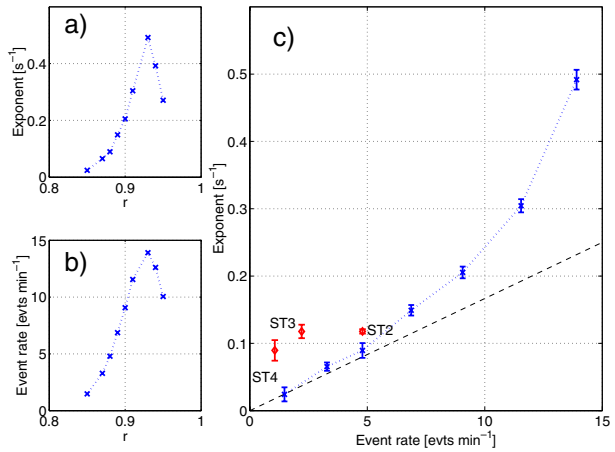 a)
Exponent [s⁻¹]
0.4
0.2
0
0.8
0.9
1
r
b)
Event rate [evts min⁻¹]
15
10
5
0
0.8
0.9
1
r
c)
Exponent [s⁻¹]
0.5
0.4
0.3
0.2
0.1
0
ST3
ST2
ST4
0
5
10
15
Event rate [evts min⁻¹]